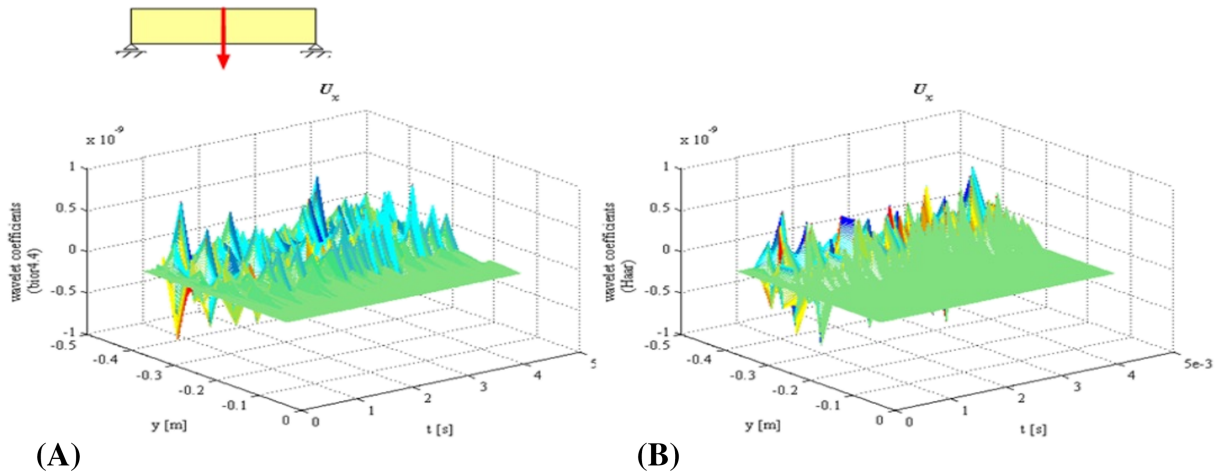 U_x
x 10^-9
1
0.5
0
-0.5
-1
wavelet coefficients
(bior4.4)
-0.5
-0.4
-0.3
-0.2
-0.1
0
y [m]
0
1
2
3
4
5
t [s]
(A)
U_x
x 10^-9
1
0.5
0
-0.5
-1
wavelet coefficients
(Haar)
-0.5
-0.4
-0.3
-0.2
-0.1
0
y [m]
0
1
2
3
4
5e-3
t [s]
(B)